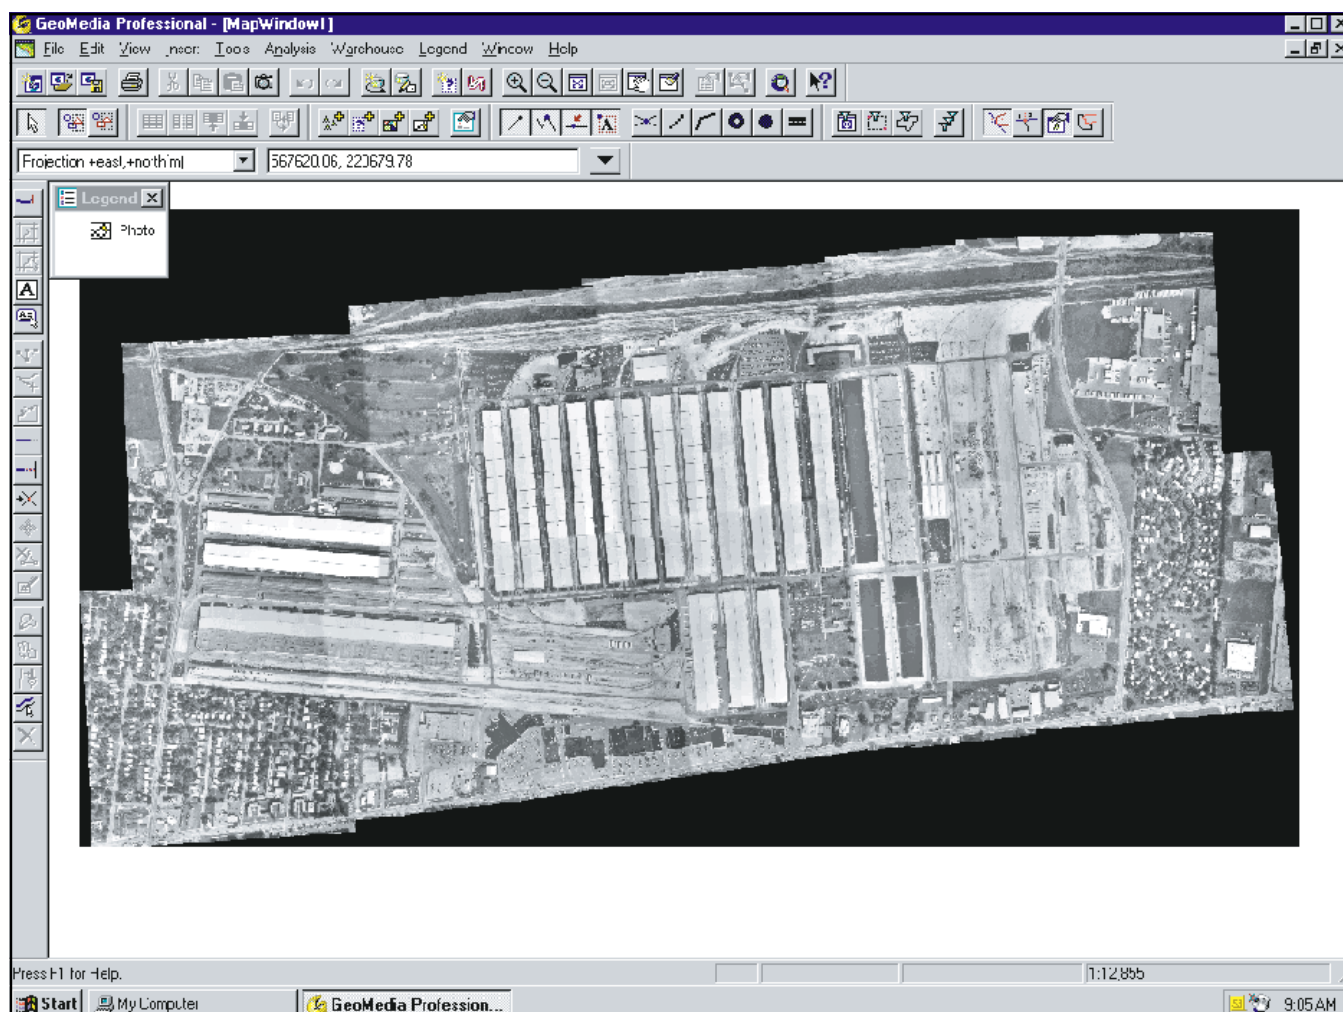 GeoMedia Professional - [MapWindow1]
File Edit View Insert Tools Analysis Warehouse Legend Window Help
Projection +east,+north(m) 567620.06, 220679.78
Legend
Photo
A
Press F1 for Help.
1:12,855
Start My Computer GeoMedia Profession... 9:05 AM